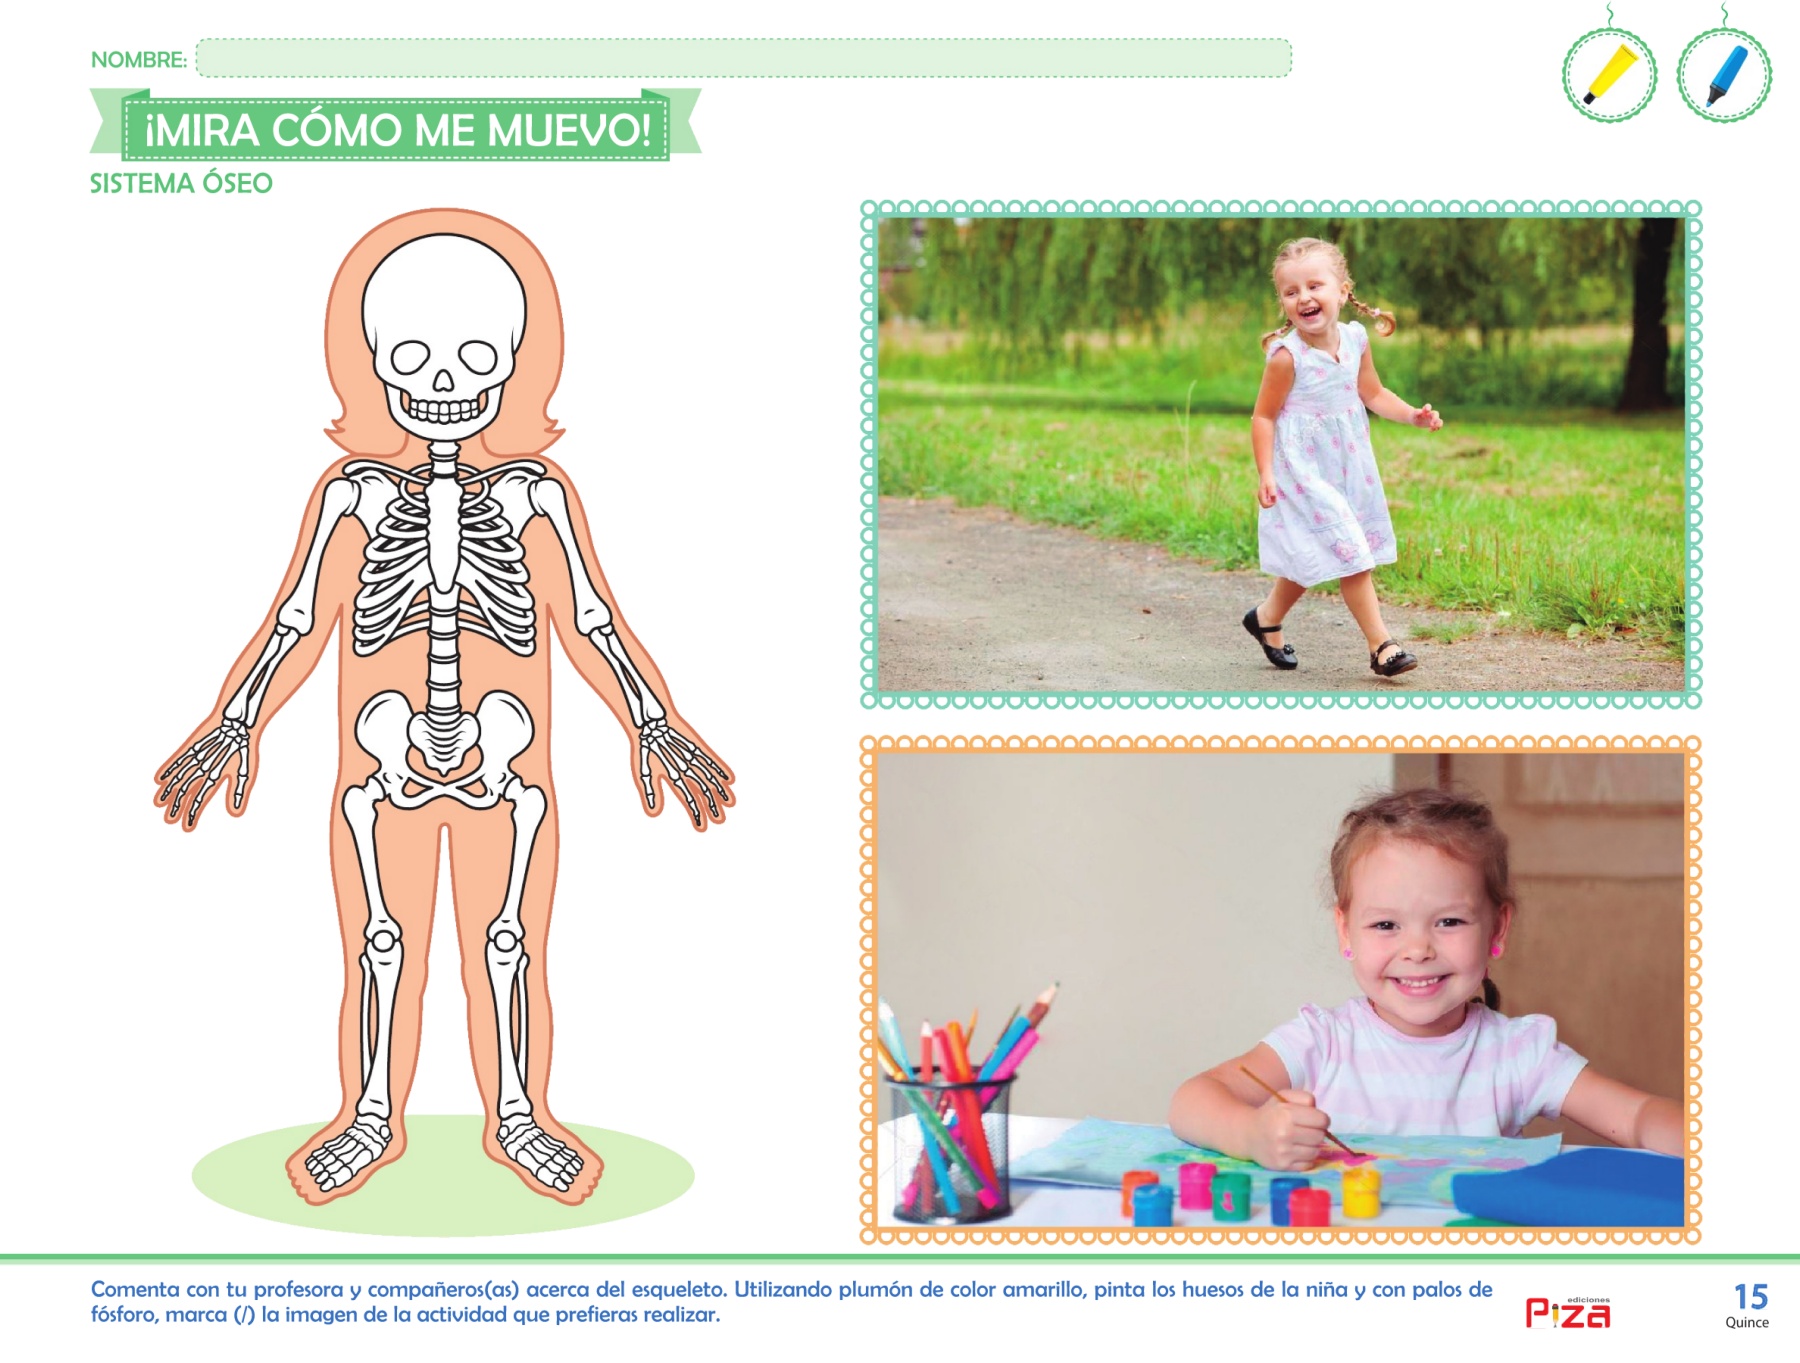 NOMBRE:
¡MIRA CÓMO ME MUEVO!
SISTEMA ÓSEO
Comenta con tu profesora y compañeros(as) acerca del esqueleto. Utilizando plumón de color amarillo, pinta los huesos de la niña y con palos de
fósforo, marca (/) la imagen de la actividad que prefieras realizar.
ediciones
Piza
15
Quince